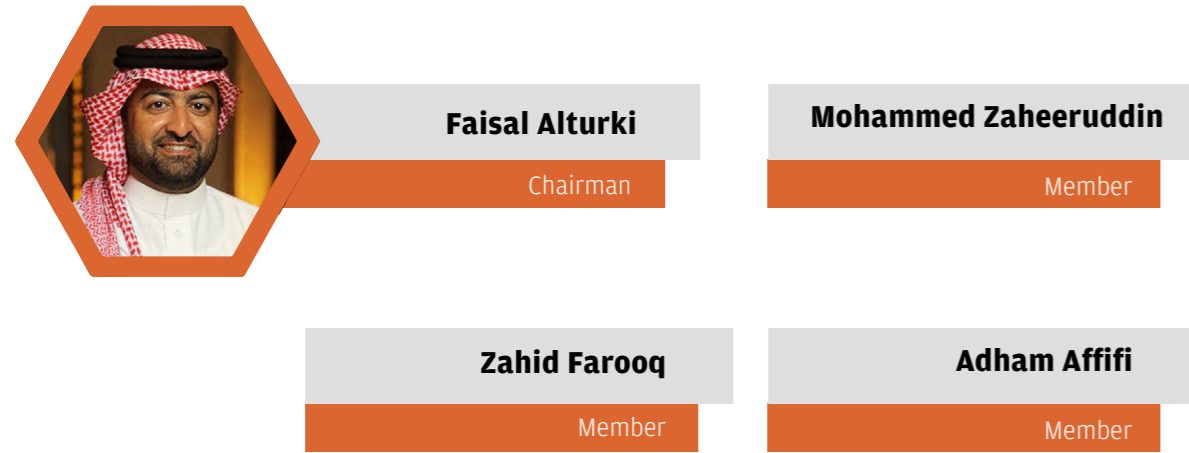 Faisal Alturki
Chairman
Mohammed Zaheeruddin
Member
Zahid Farooq
Member
Adham Affifi
Member